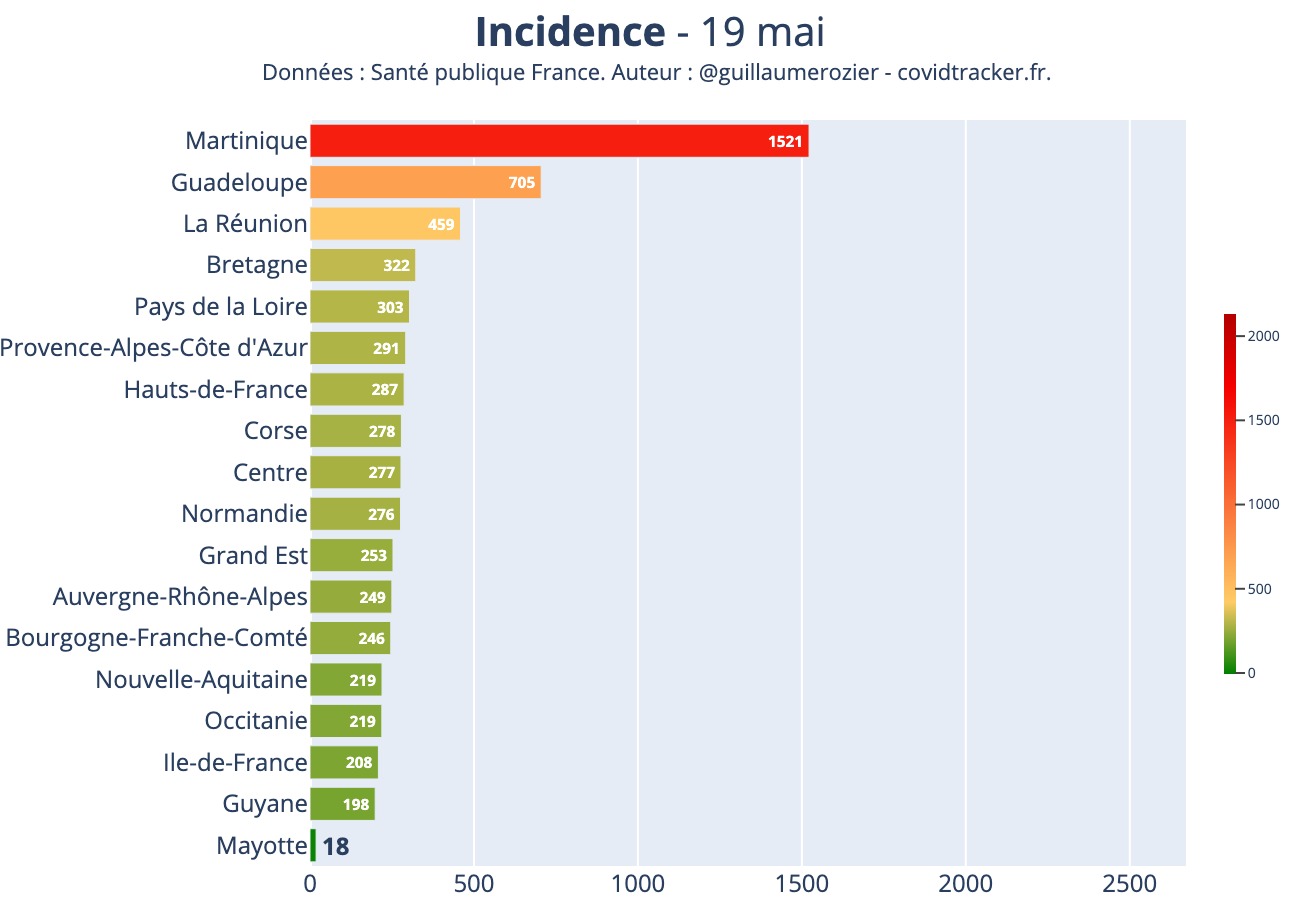 Incidence - 19 mai
Données : Santé publique France. Auteur : @guillaumerozier - covidtracker.fr.
Martinique 1521
Guadeloupe 705
La Réunion 459
Bretagne 322
Pays de la Loire 303
Provence-Alpes-Côte d'Azur 291
Hauts-de-France 287
Corse 278
Centre 277
Normandie 276
Grand Est 253
Auvergne-Rhône-Alpes 249
Bourgogne-Franche-Comté 246
Nouvelle-Aquitaine 219
Occitanie 219
Ile-de-France 208
Guyane 198
Mayotte 18
0 500 1000 1500 2000 2500
2000
1500
1000
500
0